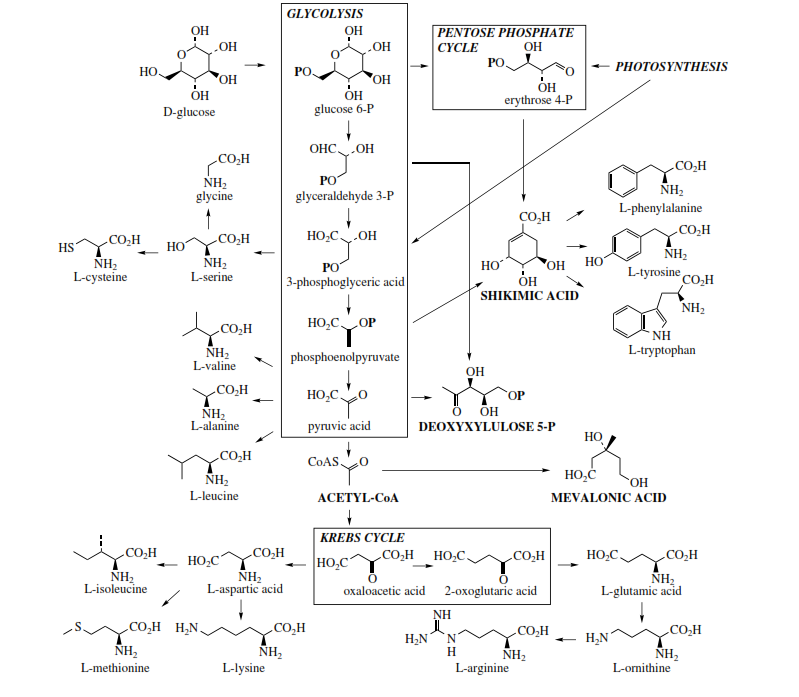 GLYCOLYSIS
PENTOSE PHOSPHATE
CYCLE
PHOTOSYNTHESIS
OH
O
OH
HO
OH
OH
D-glucose
OH
O
OH
PO
OH
OH
glucose 6-P
OH
PO
O
OH
erythrose 4-P
OHC
OH
PO
glyceraldehyde 3-P
CO₂H
NH₂
glycine
HS
CO₂H
NH₂
L-cysteine
HO
CO₂H
NH₂
L-serine
HO₂C
OH
PO
3-phosphoglyceric acid
CO₂H
HO
OH
OH
SHIKIMIC ACID
CO₂H
NH₂
L-phenylalanine
CO₂H
NH₂
HO
L-tyrosine
CO₂H
NH₂
NH
L-tryptophan
CO₂H
NH₂
L-valine
HO₂C
OP
phosphoenolpyruvate
CO₂H
NH₂
L-alanine
HO₂C
O
pyruvic acid
OH
OP
O
OH
DEOXYXYLULOSE 5-P
CO₂H
NH₂
L-leucine
CoAS
O
ACETYL-CoA
HO
HO₂C
OH
MEVALONIC ACID
KREBS CYCLE
CO₂H
NH₂
L-isoleucine
HO₂C
CO₂H
NH₂
L-aspartic acid
HO₂C
CO₂H
O
oxaloacetic acid
HO₂C
CO₂H
O
2-oxoglutaric acid
HO₂C
CO₂H
NH₂
L-glutamic acid
S
CO₂H
NH₂
L-methionine
H₂N
CO₂H
NH₂
L-lysine
NH
H₂N
N
H
CO₂H
NH₂
L-arginine
H₂N
CO₂H
NH₂
L-ornithine